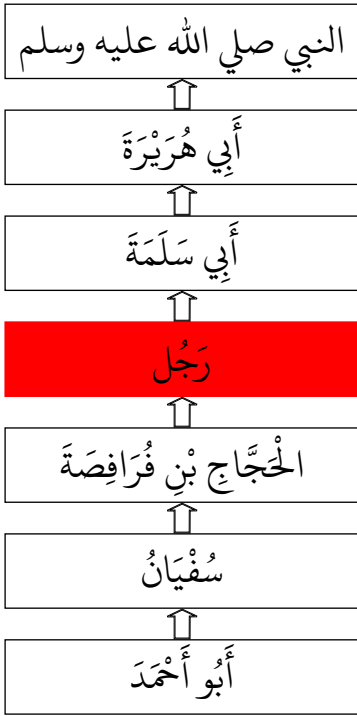 النبي صلي الله عليه وسلم
أَبِي هُرَيْرَةَ
أَبِي سَلَمَةَ
رَجُل
الْحَجَّاجِ بْنِ فُرَافِصَةَ
سُفْيَانُ
أَبُو أَحْمَدَ